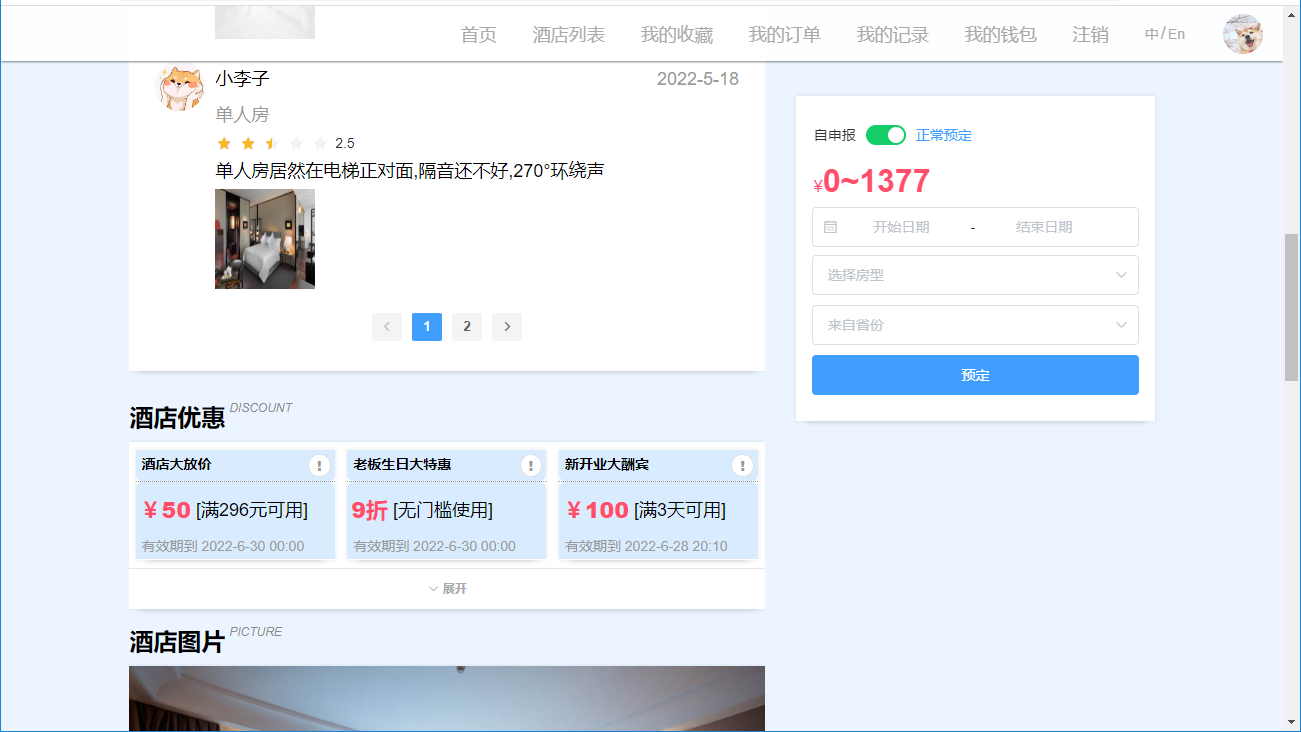 首页 酒店列表 我的收藏 我的订单 我的记录 我的钱包 注销 中/En
小李子 2022-5-18
单人房
2.5
单人房居然在电梯正对面,隔音还不好,270°环绕声
1 2
自申报 正常预定
¥0~1377
开始日期 - 结束日期
选择房型
来自省份
预定
酒店优惠 DISCOUNT
酒店大放价 ! 老板生日大特惠 ! 新开业大酬宾 !
¥50 [满296元可用] 9折 [无门槛使用] ¥100 [满3天可用]
有效期到 2022-6-30 00:00 有效期到 2022-6-30 00:00 有效期到 2022-6-28 20:10
展开
酒店图片 PICTURE